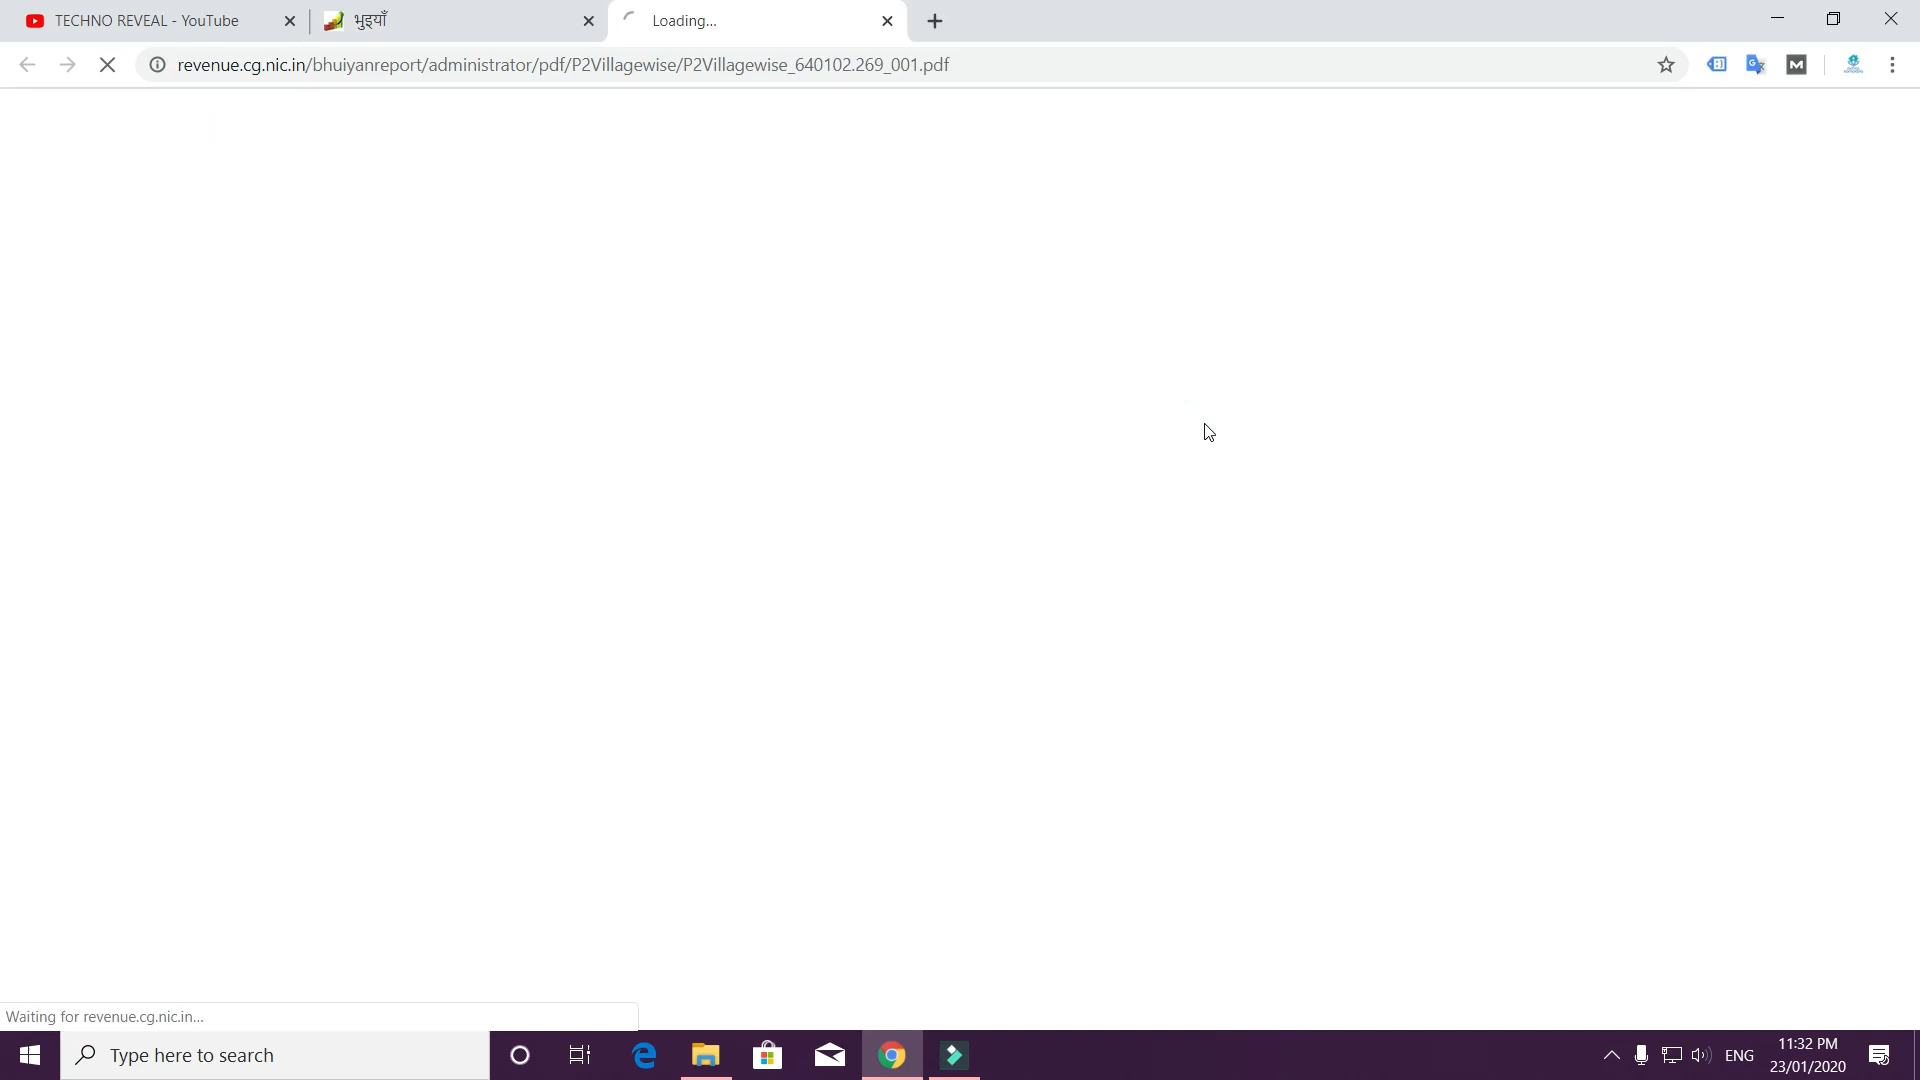 TECHNO REVEAL - YouTube
भुइयाँ
Loading...
revenue.cg.nic.in/bhuiyanreport/administrator/pdf/P2Villagewise/P2Villagewise_640102.269_001.pdf
Waiting for revenue.cg.nic.in...
Type here to search
ENG
11:32 PM
23/01/2020